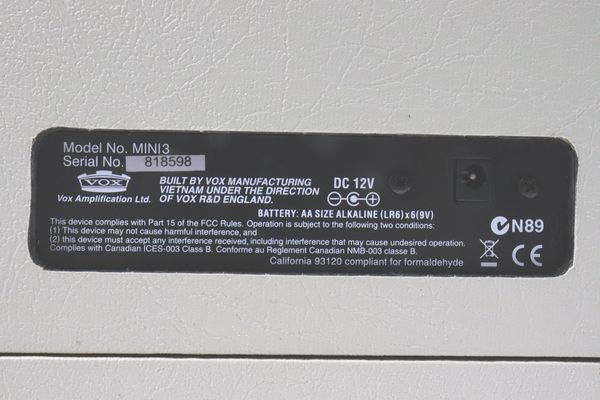 Model No. MINI3
Serial No. 818598
VOX
Vox Amplification Ltd.
BUILT BY VOX MANUFACTURING
VIETNAM UNDER THE DIRECTION
OF VOX R&D ENGLAND.
DC 12V
BATTERY: AA SIZE ALKALINE (LR6)x6(9V)
This device complies with Part 15 of the FCC Rules. Operation is subject to the following two conditions:
(1) This device may not cause harmful interference, and
(2) this device must accept any interference received, including interference that may cause undesired operation.
Complies with Canadian ICES-003 Class B. Conforme au Reglement Canadien NMB-003 classe B.
California 93120 compliant for formaldehyde
N89
CE